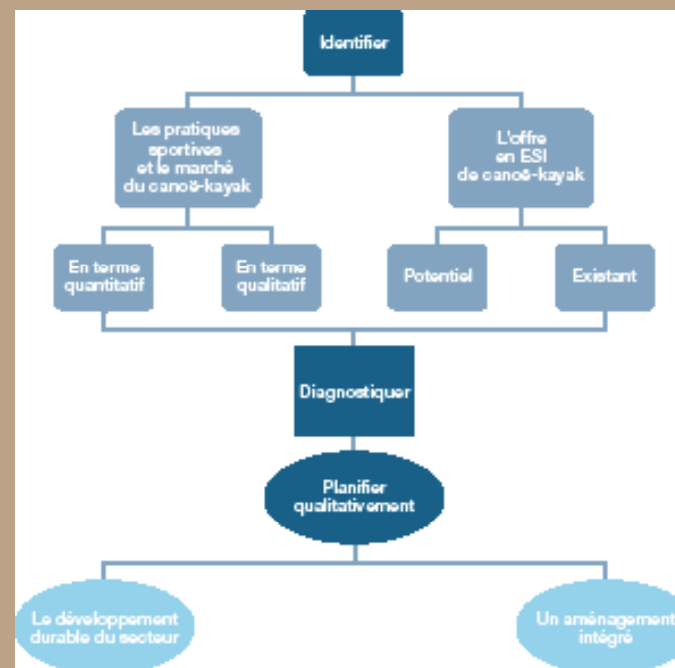 Identifier
Les pratiques
sportives
et le marché
du canoë-kayak
L'offre
en ESI
de canoë-kayak
En terme
quantitatif
En terme
qualitatif
Potentiel
Existant
Diagnostiquer
Planifier
qualitativement
Le développement
durable du secteur
Un aménagement
intégré